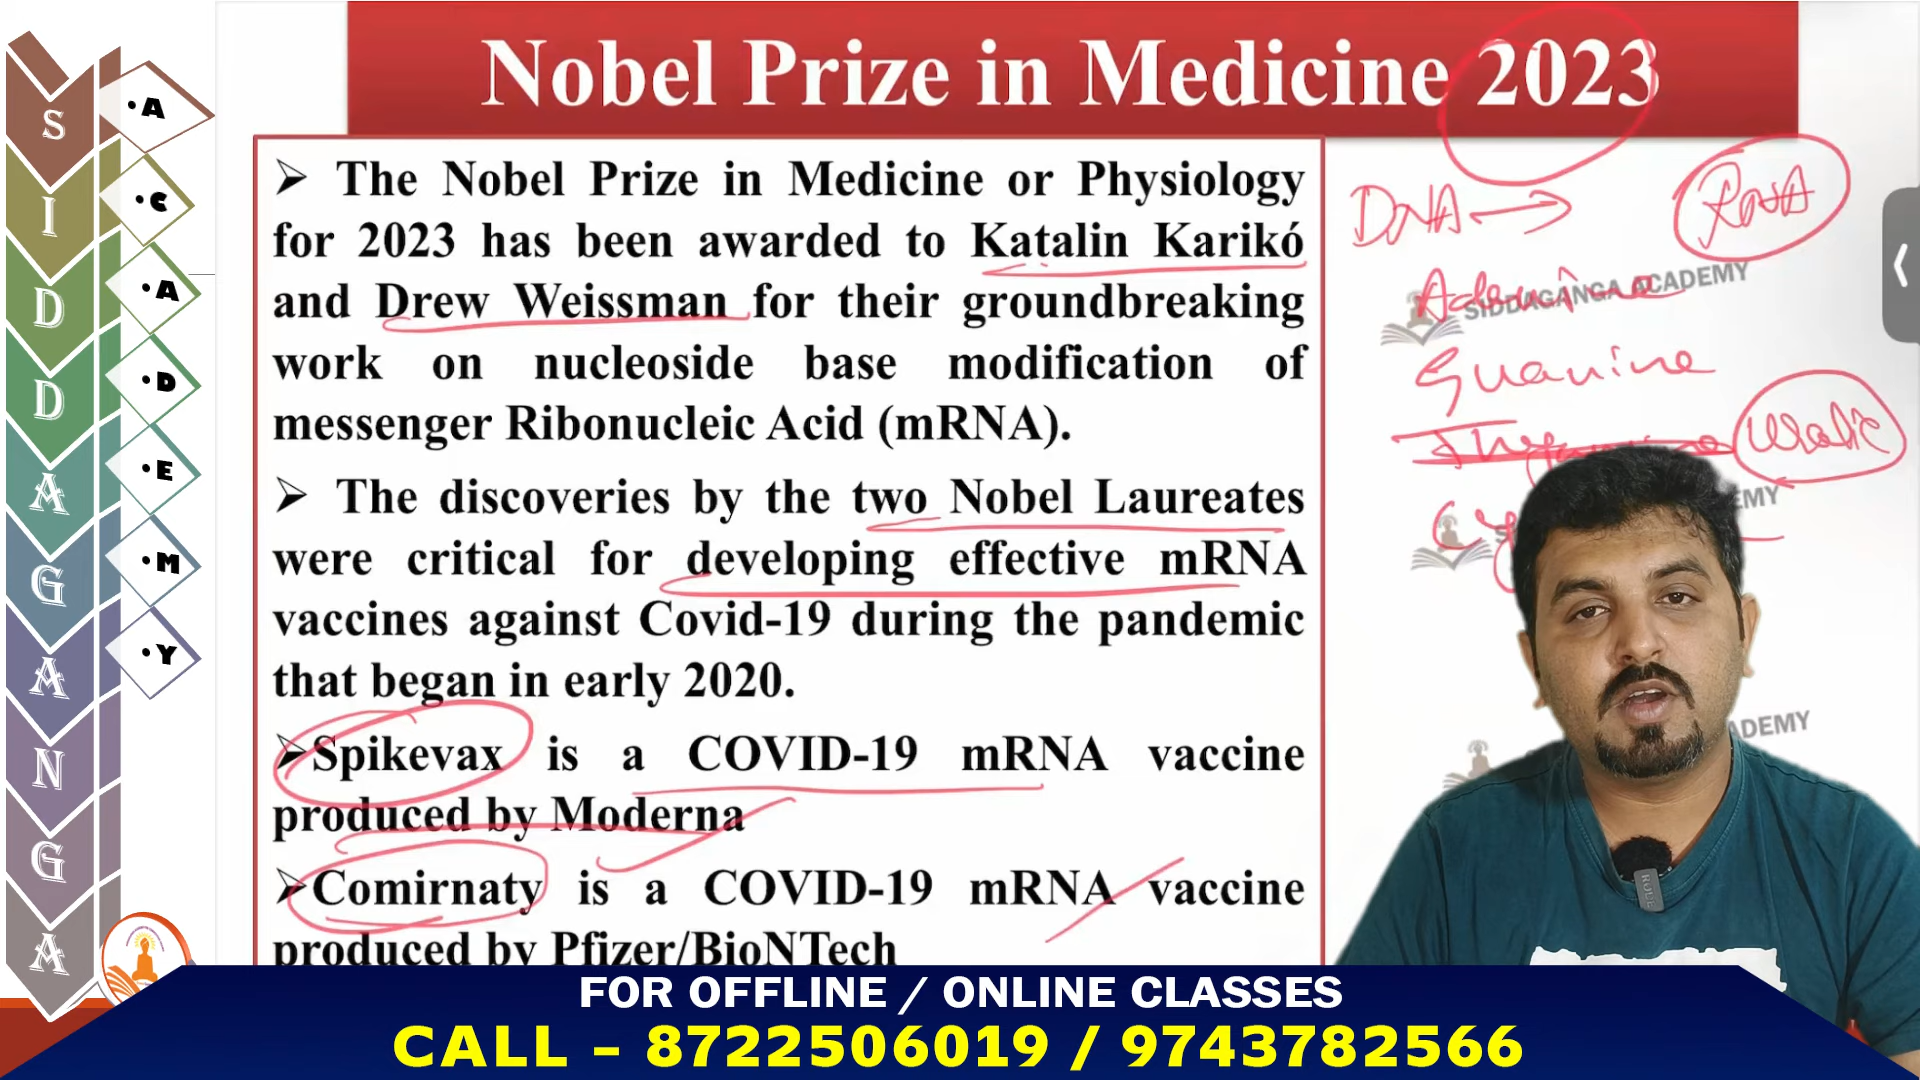 Nobel Prize in Medicine 2023
S
I
D
D
A
G
A
N
G
A
• A
• C
• A
• D
• E
• M
• Y
➢ The Nobel Prize in Medicine or Physiology
for 2023 has been awarded to Katalin Karikó
and Drew Weissman for their groundbreaking
work on nucleoside base modification of
messenger Ribonucleic Acid (mRNA).
➢ The discoveries by the two Nobel Laureates
were critical for developing effective mRNA
vaccines against Covid-19 during the pandemic
that began in early 2020.
➢Spikevax is a COVID-19 mRNA vaccine
produced by Moderna
➢Comirnaty is a COVID-19 mRNA vaccine
produced by Pfizer/BioNTech
DNA → RNA
SIDDAGANGA ACADEMY
Guanine
FOR OFFLINE / ONLINE CLASSES
CALL – 8722506019 / 9743782566